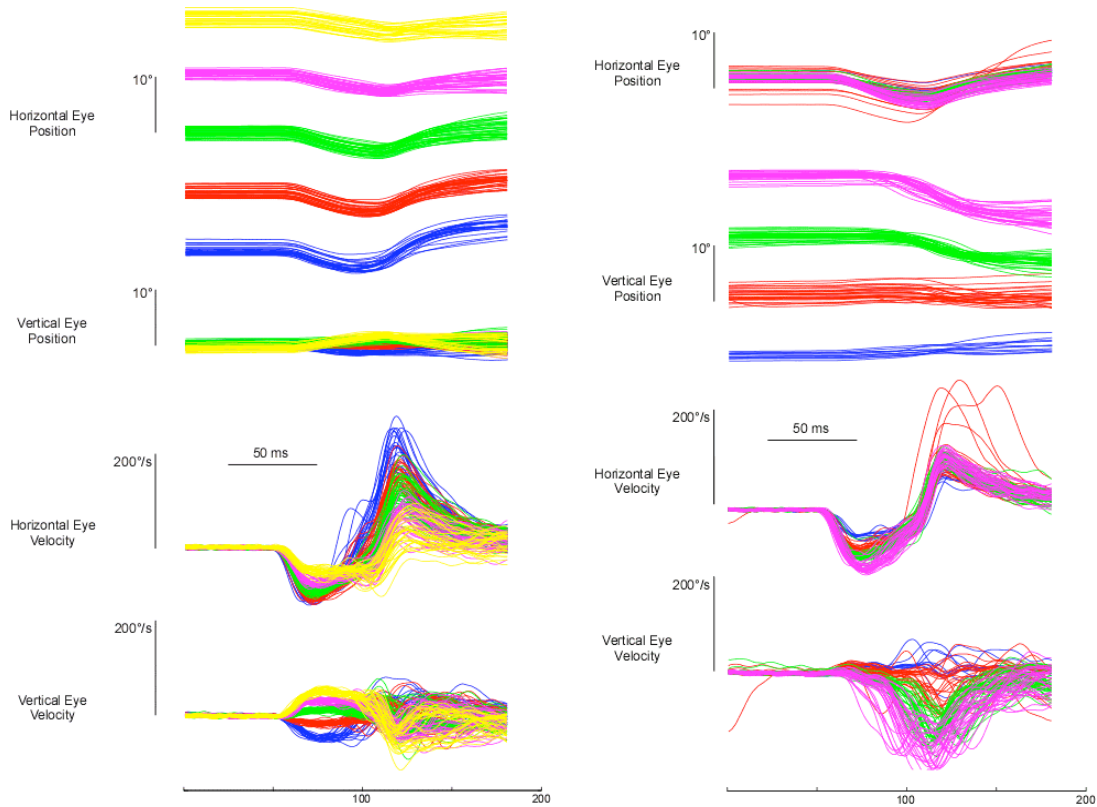 10°
Horizontal Eye
Position
10°
Vertical Eye
Position
200°/s
50 ms
Horizontal Eye
Velocity
200°/s
Vertical Eye
Velocity
100
200
10°
Horizontal Eye
Position
10°
Vertical Eye
Position
200°/s
50 ms
Horizontal Eye
Velocity
200°/s
Vertical Eye
Velocity
100
200